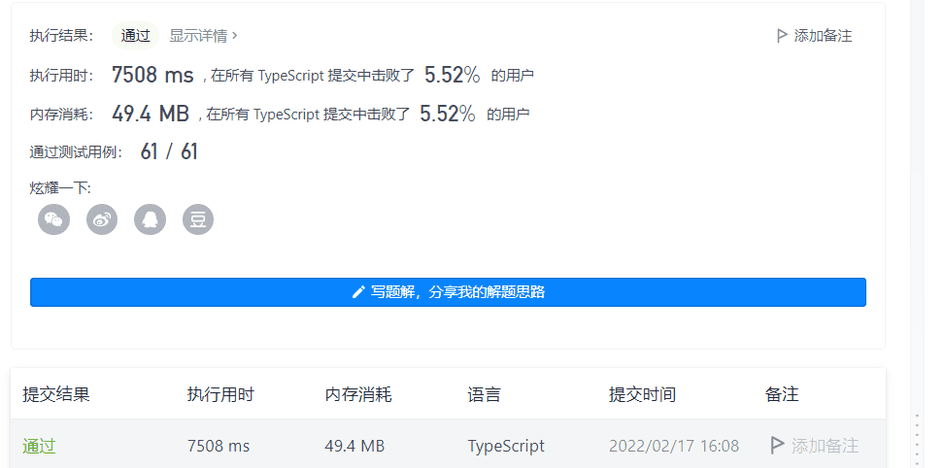 执行结果： 通过 显示详情 › 添加备注
执行用时： 7508 ms , 在所有 TypeScript 提交中击败了 5.52% 的用户
内存消耗： 49.4 MB , 在所有 TypeScript 提交中击败了 5.52% 的用户
通过测试用例： 61 / 61
炫耀一下:
豆
写题解，分享我的解题思路
提交结果 执行用时 内存消耗 语言 提交时间 备注
通过 7508 ms 49.4 MB TypeScript 2022/02/17 16:08 添加备注